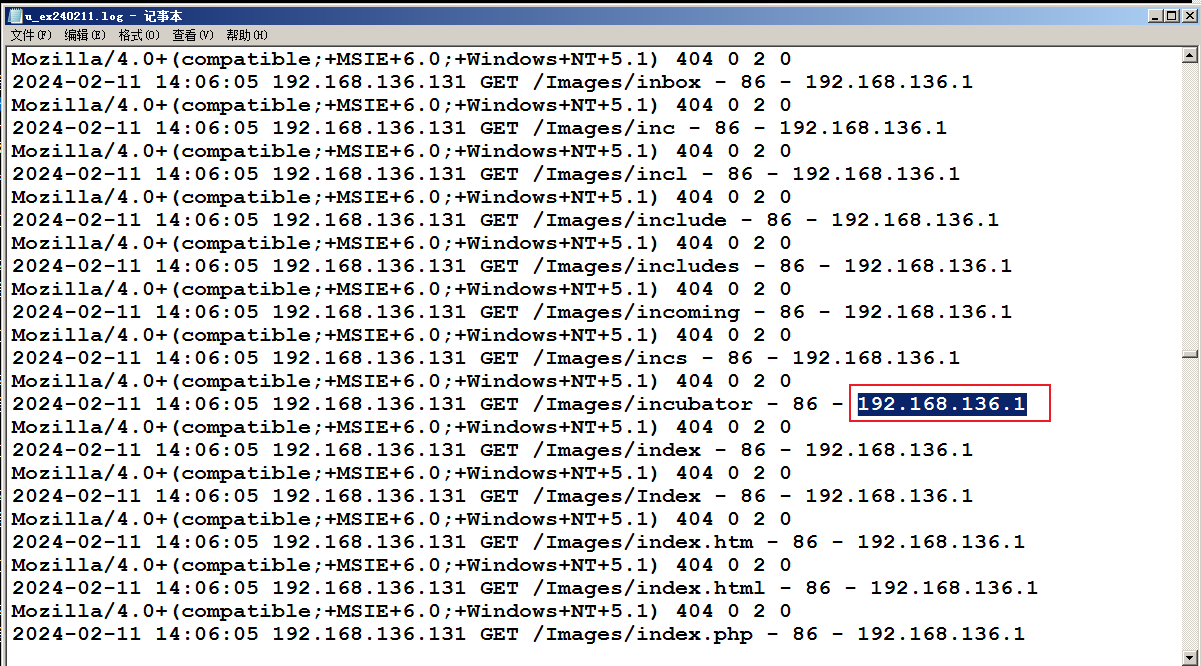 u_ex240211.log - 记事本
文件(F) 编辑(E) 格式(O) 查看(V) 帮助(H)
Mozilla/4.0+(compatible;+MSIE+6.0;+Windows+NT+5.1) 404 0 2 0
2024-02-11 14:06:05 192.168.136.131 GET /Images/inbox - 86 - 192.168.136.1
Mozilla/4.0+(compatible;+MSIE+6.0;+Windows+NT+5.1) 404 0 2 0
2024-02-11 14:06:05 192.168.136.131 GET /Images/inc - 86 - 192.168.136.1
Mozilla/4.0+(compatible;+MSIE+6.0;+Windows+NT+5.1) 404 0 2 0
2024-02-11 14:06:05 192.168.136.131 GET /Images/incl - 86 - 192.168.136.1
Mozilla/4.0+(compatible;+MSIE+6.0;+Windows+NT+5.1) 404 0 2 0
2024-02-11 14:06:05 192.168.136.131 GET /Images/include - 86 - 192.168.136.1
Mozilla/4.0+(compatible;+MSIE+6.0;+Windows+NT+5.1) 404 0 2 0
2024-02-11 14:06:05 192.168.136.131 GET /Images/includes - 86 - 192.168.136.1
Mozilla/4.0+(compatible;+MSIE+6.0;+Windows+NT+5.1) 404 0 2 0
2024-02-11 14:06:05 192.168.136.131 GET /Images/incoming - 86 - 192.168.136.1
Mozilla/4.0+(compatible;+MSIE+6.0;+Windows+NT+5.1) 404 0 2 0
2024-02-11 14:06:05 192.168.136.131 GET /Images/incs - 86 - 192.168.136.1
Mozilla/4.0+(compatible;+MSIE+6.0;+Windows+NT+5.1) 404 0 2 0
2024-02-11 14:06:05 192.168.136.131 GET /Images/incubator - 86 - 192.168.136.1
Mozilla/4.0+(compatible;+MSIE+6.0;+Windows+NT+5.1) 404 0 2 0
2024-02-11 14:06:05 192.168.136.131 GET /Images/index - 86 - 192.168.136.1
Mozilla/4.0+(compatible;+MSIE+6.0;+Windows+NT+5.1) 404 0 2 0
2024-02-11 14:06:05 192.168.136.131 GET /Images/Index - 86 - 192.168.136.1
Mozilla/4.0+(compatible;+MSIE+6.0;+Windows+NT+5.1) 404 0 2 0
2024-02-11 14:06:05 192.168.136.131 GET /Images/index.htm - 86 - 192.168.136.1
Mozilla/4.0+(compatible;+MSIE+6.0;+Windows+NT+5.1) 404 0 2 0
2024-02-11 14:06:05 192.168.136.131 GET /Images/index.html - 86 - 192.168.136.1
Mozilla/4.0+(compatible;+MSIE+6.0;+Windows+NT+5.1) 404 0 2 0
2024-02-11 14:06:05 192.168.136.131 GET /Images/index.php - 86 - 192.168.136.1